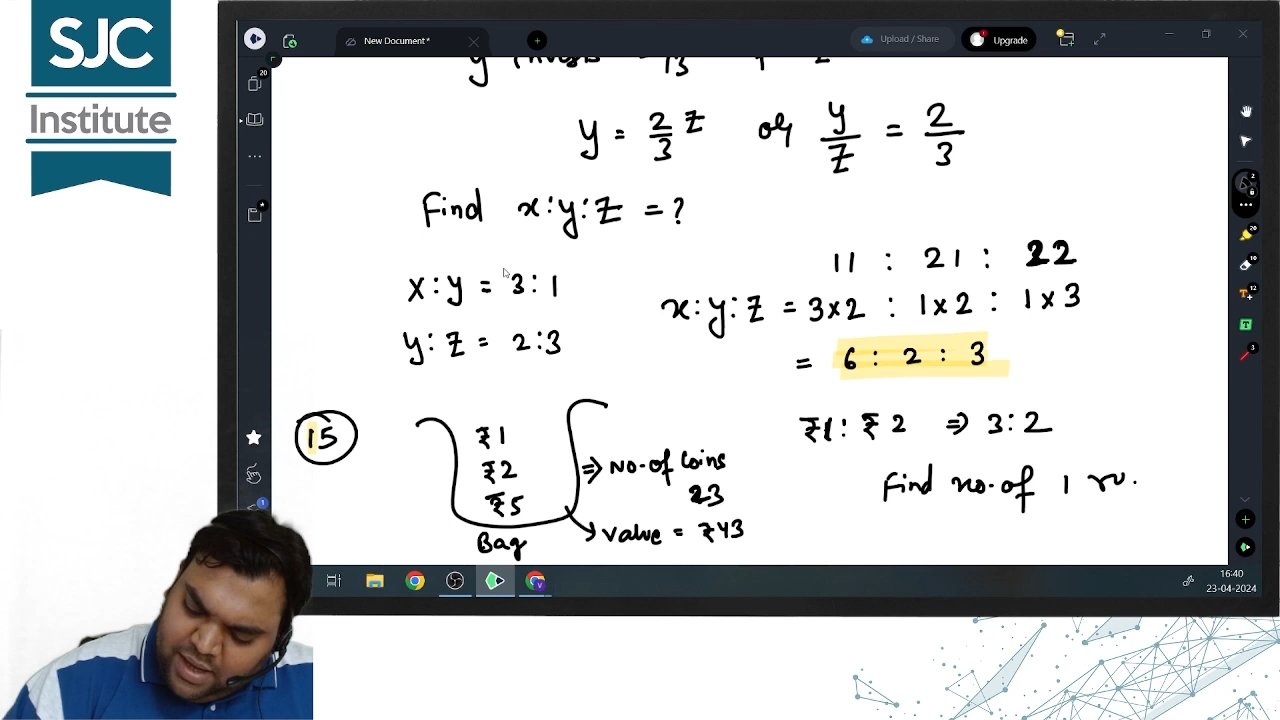 SJC
Institute
New Document*
Upload / Share
Upgrade
y = 2/3 z or y/z = 2/3
Find x:y:z = ?
11 : 21 : 22
x:y = 3:1
x:y:z = 3×2 : 1×2 : 1×3
y:z = 2:3
= 6 : 2 : 3
15
₹1
₹2
₹5
Bag
⇒ No. of Coins
23
→ value = ₹43
₹1 : ₹2 ⇒ 3:2
Find no. of 1 ru.
16:40
23-04-2024